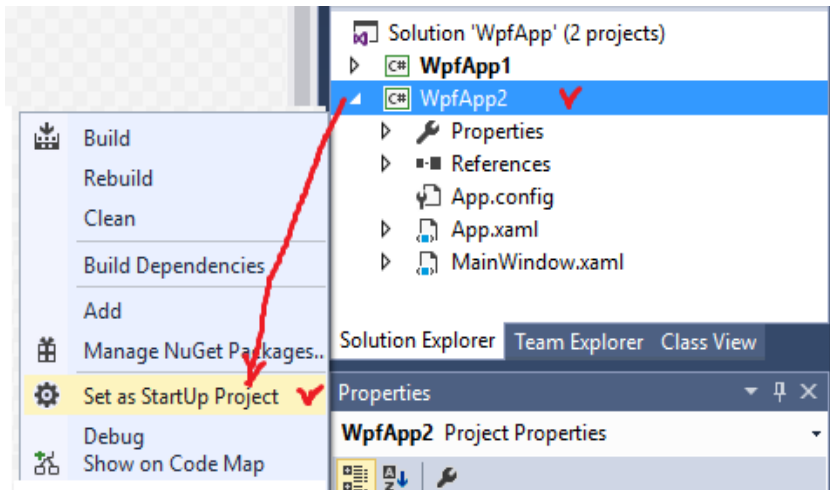 Solution 'WpfApp' (2 projects)
C# WpfApp1
C# WpfApp2
Properties
References
App.config
App.xaml
MainWindow.xaml
Solution Explorer Team Explorer Class View
Properties
WpfApp2 Project Properties
Build
Rebuild
Clean
Build Dependencies
Add
Manage NuGet Packages..
Set as StartUp Project
Debug
Show on Code Map